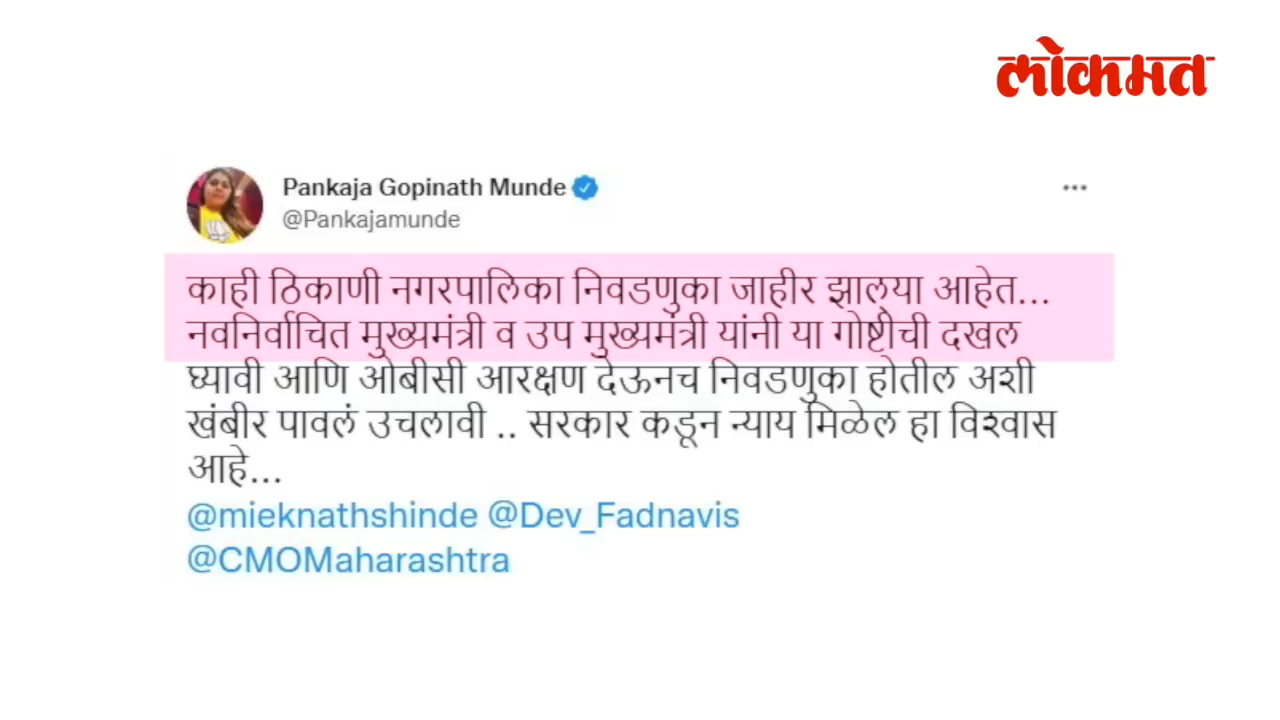 लोकमत
Pankaja Gopinath Munde
@Pankajamunde
काही ठिकाणी नगरपालिका निवडणुका जाहीर झाल्या आहेत...
नवनिर्वाचित मुख्यमंत्री व उप मुख्यमंत्री यांनी या गोष्टीची दखल
घ्यावी आणि ओबीसी आरक्षण देऊनच निवडणुका होतील अशी
खंबीर पावलं उचलावी .. सरकार कडून न्याय मिळेल हा विश्वास
आहे...
@mieknathshinde @Dev_Fadnavis
@CMOMaharashtra